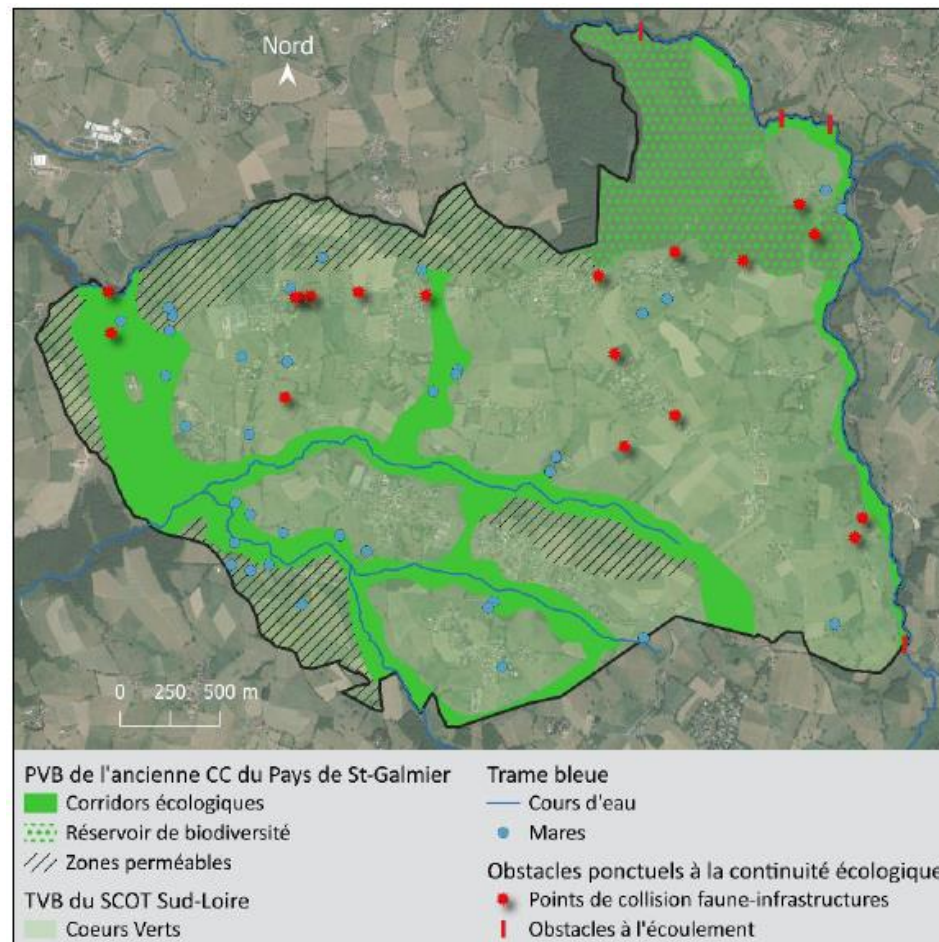 Nord
0 250 500 m
PVB de l'ancienne CC du Pays de St-Galmier
Corridors écologiques
Réservoir de biodiversité
Zones perméables
TVB du SCOT Sud-Loire
Coeurs Verts
Trame bleue
Cours d'eau
Mares
Obstacles ponctuels à la continuité écologique
Points de collision faune-infrastructures
Obstacles à l'écoulement